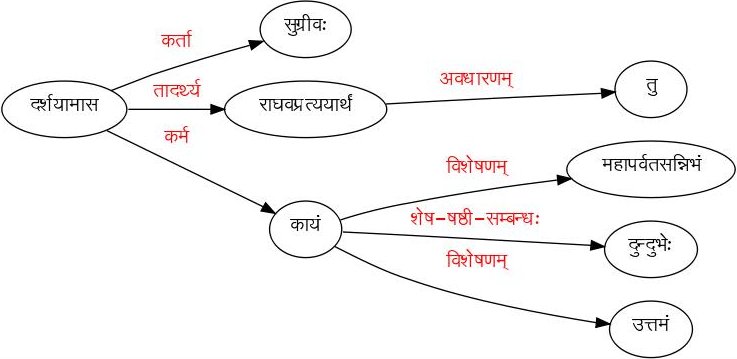 सुग्रीवः
कर्ता
दर्शयामास
तादर्थ्य
राघवप्रत्ययार्थं
अवधारणम्
तु
कर्म
विशेषणम्
महापर्वतसन्निभं
कायं
शेष-षष्ठी-सम्बन्धः
दुन्दुभेः
विशेषणम्
उत्तमं